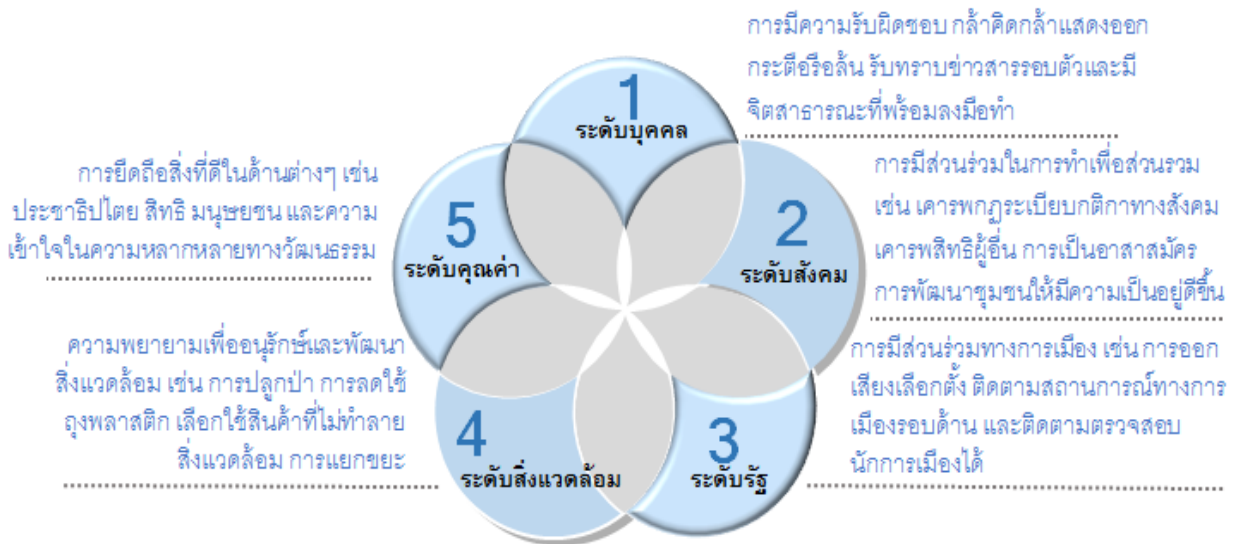 1
ระดับบุคคล
การมีความรับผิดชอบ กล้าคิดกล้าแสดงออก
กระตือรือล้น รับทราบข่าวสารรอบตัวและมี
จิตสาธารณะที่พร้อมลงมือทำ
2
ระดับสังคม
การมีส่วนร่วมในการทำเพื่อส่วนรวม
เช่น เคารพกฎระเบียบกติกาทางสังคม
เคารพสิทธิผู้อื่น การเป็นอาสาสมัคร
การพัฒนาชุมชนให้มีความเป็นอยู่ดีขึ้น
3
ระดับรัฐ
การมีส่วนร่วมทางการเมือง เช่น การออก
เสียงเลือกตั้ง ติดตามสถานการณ์ทางการ
เมืองรอบด้าน และติดตามตรวจสอบ
นักการเมืองได้
4
ระดับสิ่งแวดล้อม
ความพยายามเพื่ออนุรักษ์และพัฒนา
สิ่งแวดล้อม เช่น การปลูกป่า การลดใช้
ถุงพลาสติก เลือกใช้สินค้าที่ไม่ทำลาย
สิ่งแวดล้อม การแยกขยะ
5
ระดับคุณค่า
การยึดถือสิ่งที่ดีในด้านต่างๆ เช่น
ประชาธิปไตย สิทธิ มนุษยชน และความ
เข้าใจในความหลากหลายทางวัฒนธรรม